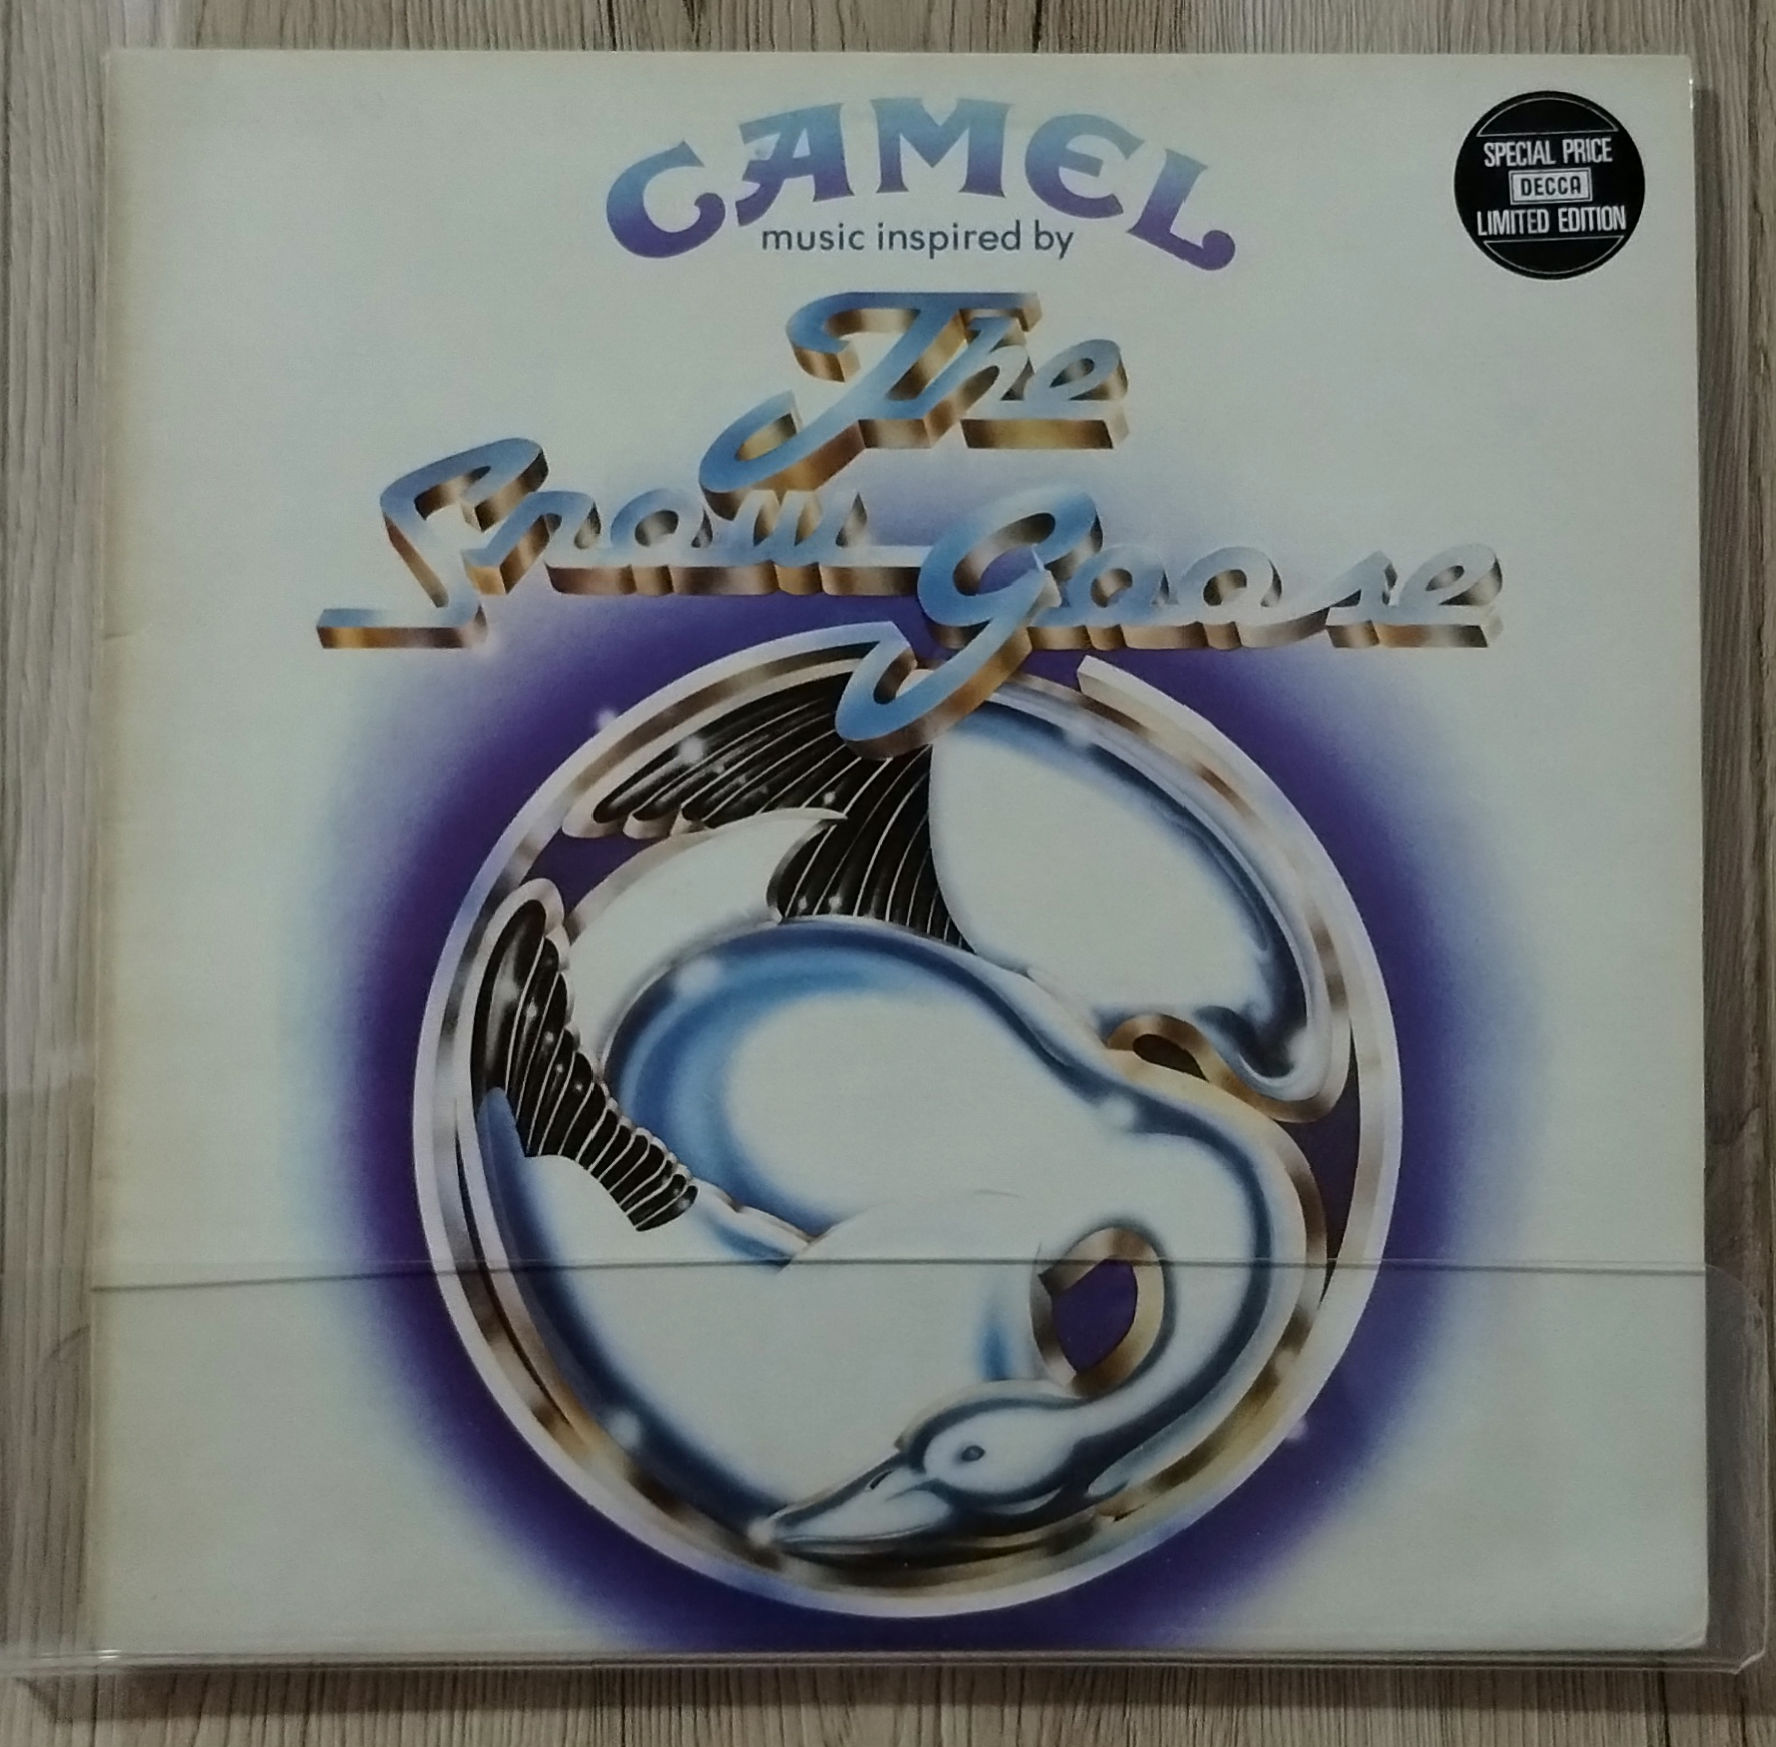 CAMEL
music inspired by
The
Snow Goose
SPECIAL PRICE
DECCA
LIMITED EDITION